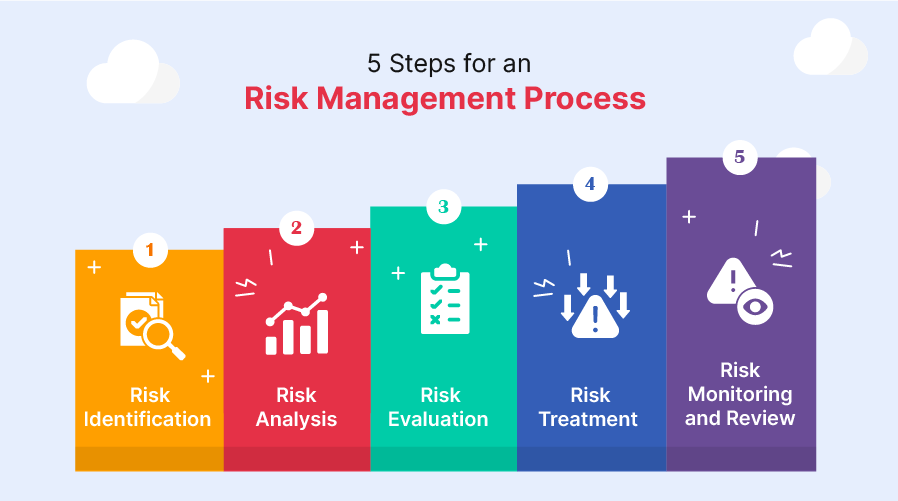 5 Steps for an
Risk Management Process
1
2
3
4
5
Risk
Identification
Risk
Analysis
Risk
Evaluation
Risk
Treatment
Risk
Monitoring
and Review